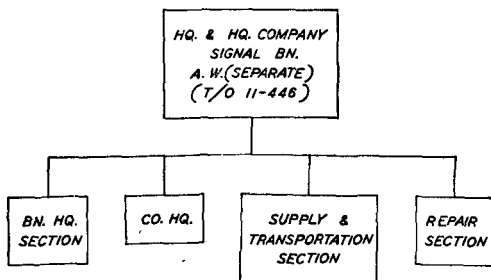 HQ. & HQ. COMPANY
SIGNAL BN.
A.W. (SEPARATE)
(T/O 11-446)
BN. HQ.
SECTION
CO. HQ.
SUPPLY &
TRANSPORTATION
SECTION
REPAIR
SECTION